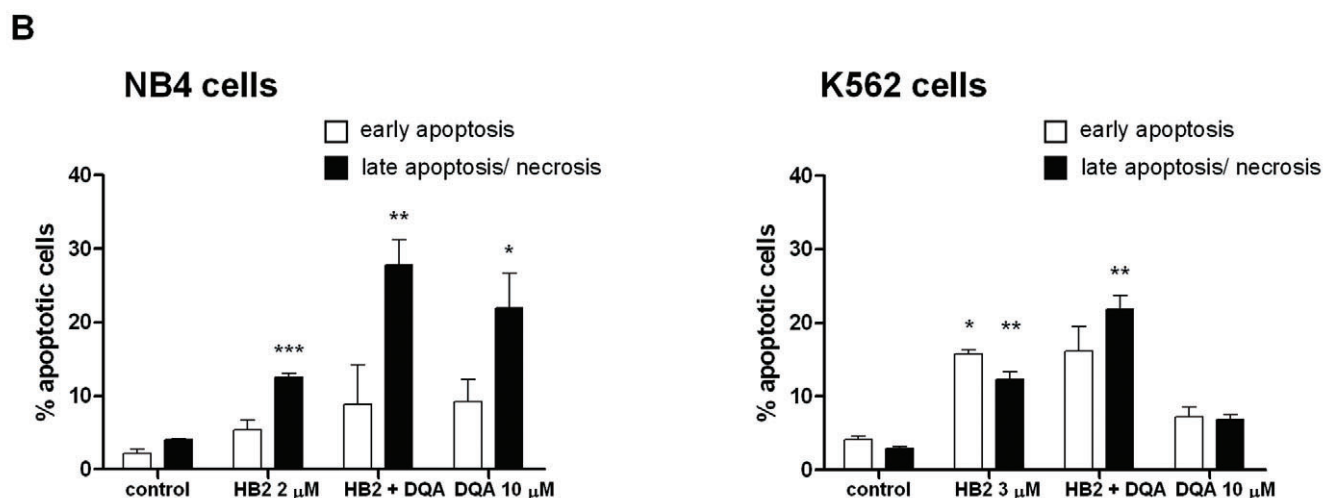 B
NB4 cells
early apoptosis
late apoptosis/ necrosis
% apoptotic cells
40
30
20
10
0
***
**
*
control HB2 2 µM HB2 + DQA DQA 10 µM
K562 cells
early apoptosis
late apoptosis/ necrosis
% apoptotic cells
40
30
20
10
0
* **
**
control HB2 3 µM HB2 + DQA DQA 10 µM